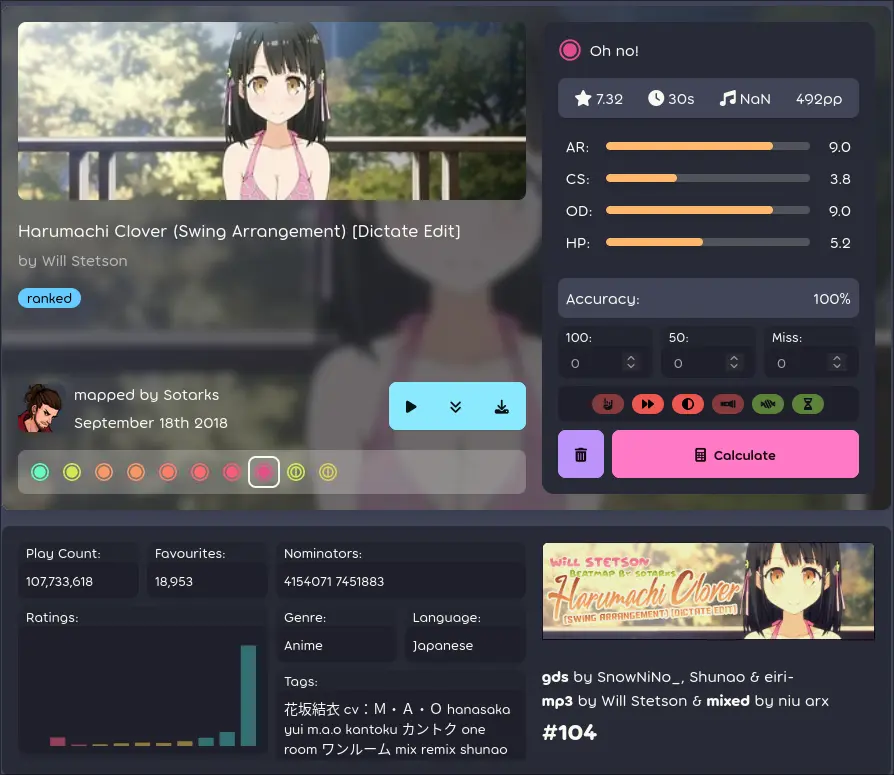 Harumachi Clover (Swing Arrangement) [Dictate Edit]
by Will Stetson
ranked
mapped by Sotarks
September 18th 2018
Oh no!
7.32 30s NaN 492pp
AR: 9.0
CS: 3.8
OD: 9.0
HP: 5.2
Accuracy: 100%
100: 50: Miss:
0 0 0
Calculate
Play Count: Favourites: Nominators:
107,733,618 18,953 4154071 7451883
Ratings:
Genre: Language:
Anime Japanese
Tags:
花坂結衣 cv：Ｍ・Ａ・Ｏ hanasaka
yui m.a.o kantoku カントク one
room ワンルーム mix remix shunao
WiLL STETSON
BEATMAP BY SOTARKS
Harumachi Clover
[SWING ARRANGEMENT] [DICTATE EDIT]
gds by SnowNiNo_, Shunao & eiri-
mp3 by Will Stetson & mixed by niu arx
#104